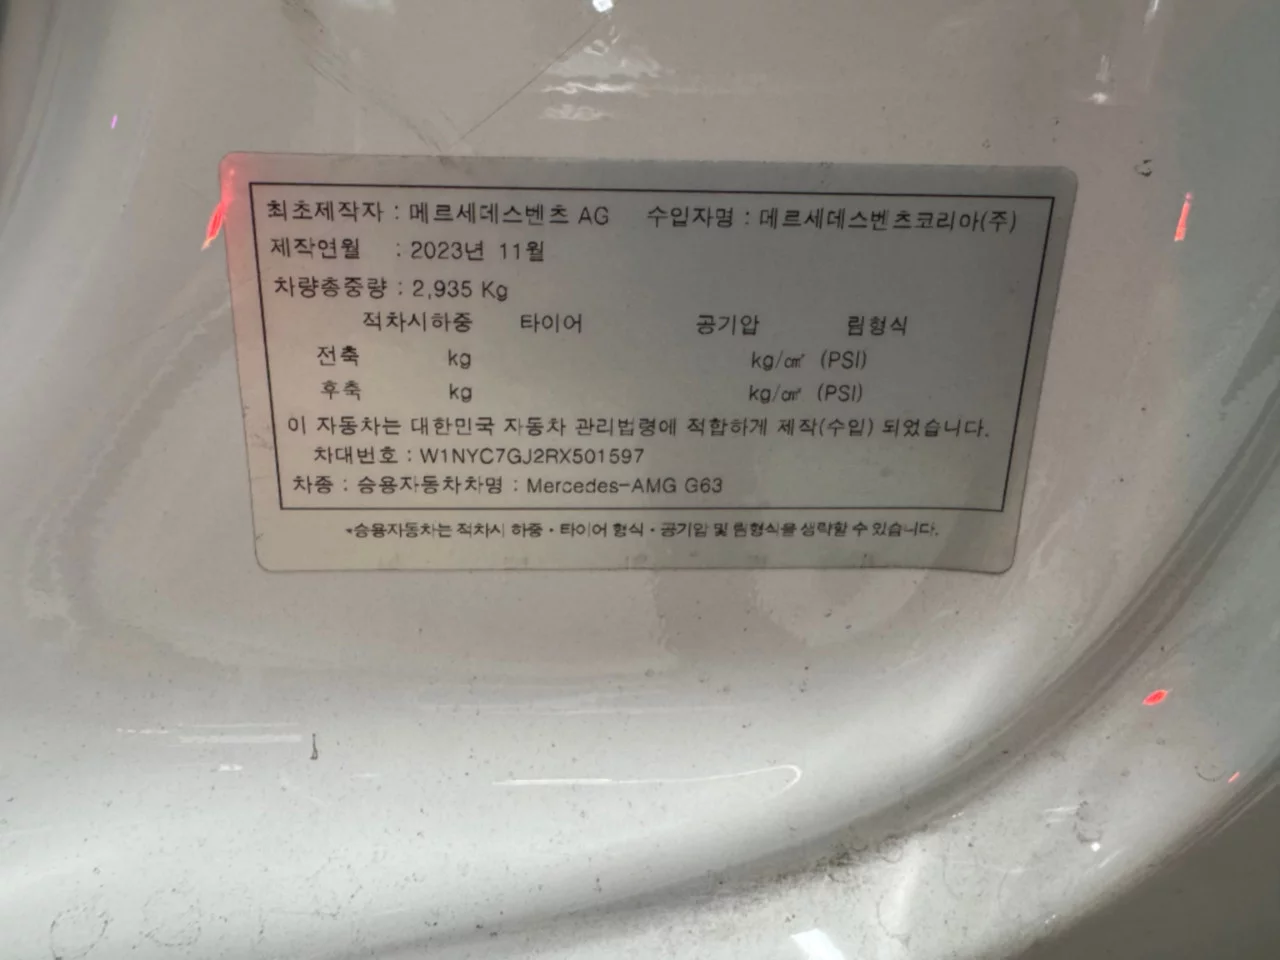 최초제작자 : 메르세데스벤츠 AG 수입자명 : 메르세데스벤츠코리아(주)
제작연월 : 2023년 11월
차량총중량 : 2,935 Kg
적차시하중 타이어 공기압 림형식
전축 kg kg/㎠ (PSI)
후축 kg kg/㎠ (PSI)
이 자동차는 대한민국 자동차 관리법령에 적합하게 제작(수입) 되었습니다.
차대번호 : W1NYC7GJ2RX501597
차종 : 승용자동차차명 : Mercedes-AMG G63
*승용자동차는 적차시 하중·타이어 형식·공기압 및 림형식을 생략할 수 있습니다.